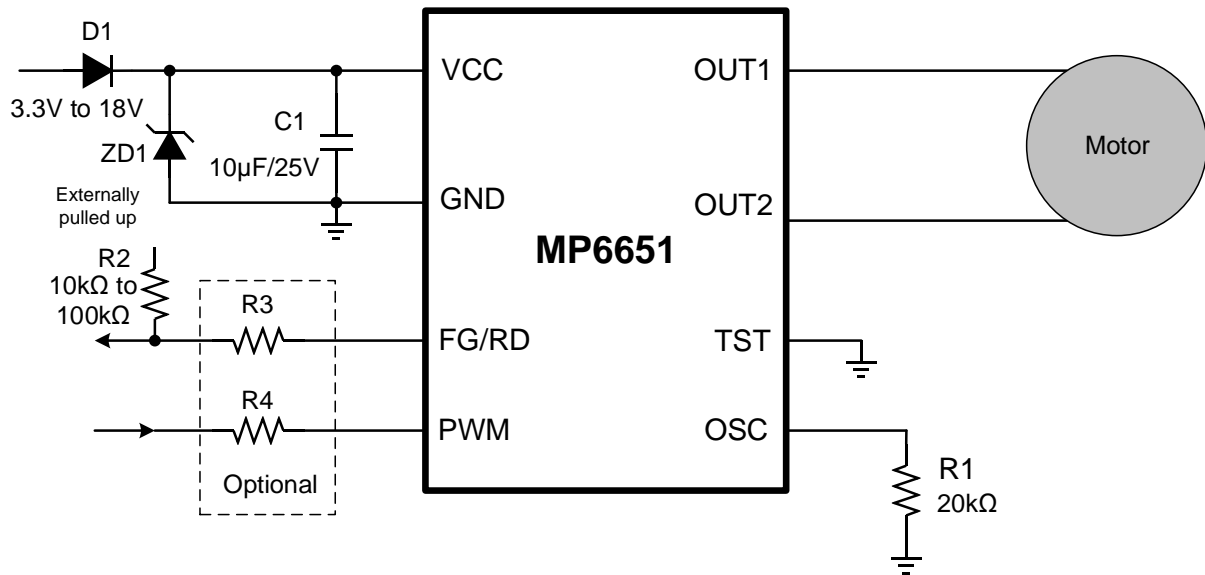 D1
3.3V to 18V
ZD1
C1
10µF/25V
Externally
pulled up
R2
10kΩ to
100kΩ
R3
R4
Optional
VCC
GND
FG/RD
PWM
MP6651
OUT1
OUT2
TST
OSC
Motor
R1
20kΩ